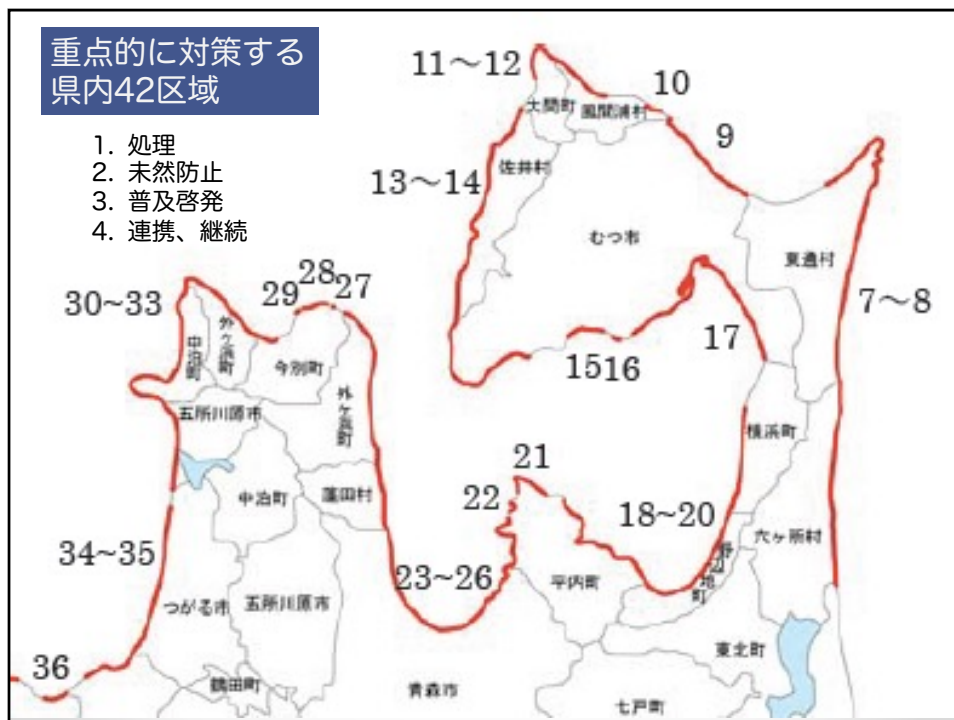 重点的に対策する
県内42区域
1. 処理
2. 未然防止
3. 普及啓発
4. 連携、継続
11〜12
10
9
大間町
風間浦村
佐井村
13〜14
むつ市
東通村
7〜8
30~33
29
28
27
17
15
16
中泊町
外ヶ浜町
今別町
外ヶ浜町
五所川原市
横浜町
21
22
中泊町
蓬田村
18~20
六ヶ所村
野辺地町
34~35
23~26
平内町
つがる市
五所川原市
東北町
36
鶴田町
青森市
七戸町